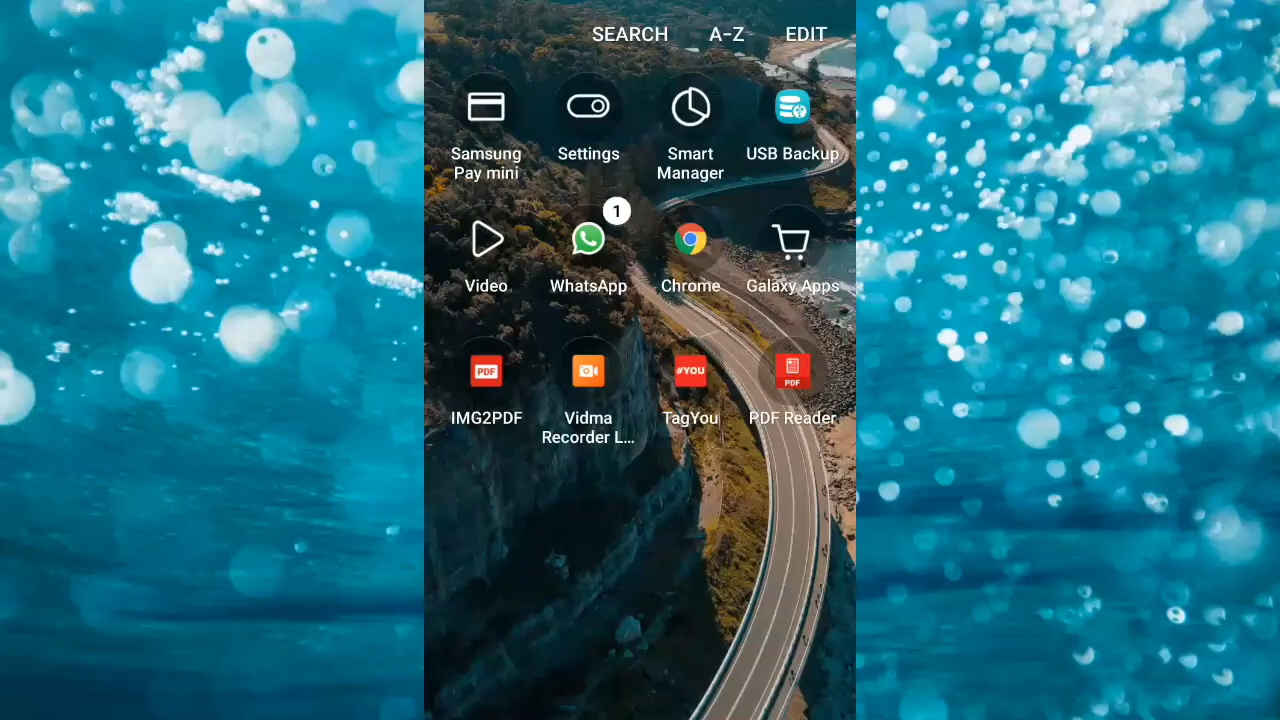 SEARCH A-Z EDIT
Samsung Pay mini
Settings
Smart Manager
USB Backup
Video
1
WhatsApp
Chrome
Galaxy Apps
PDF
IMG2PDF
Vidma Recorder L...
#YOU
TagYou
PDF
PDF Reader